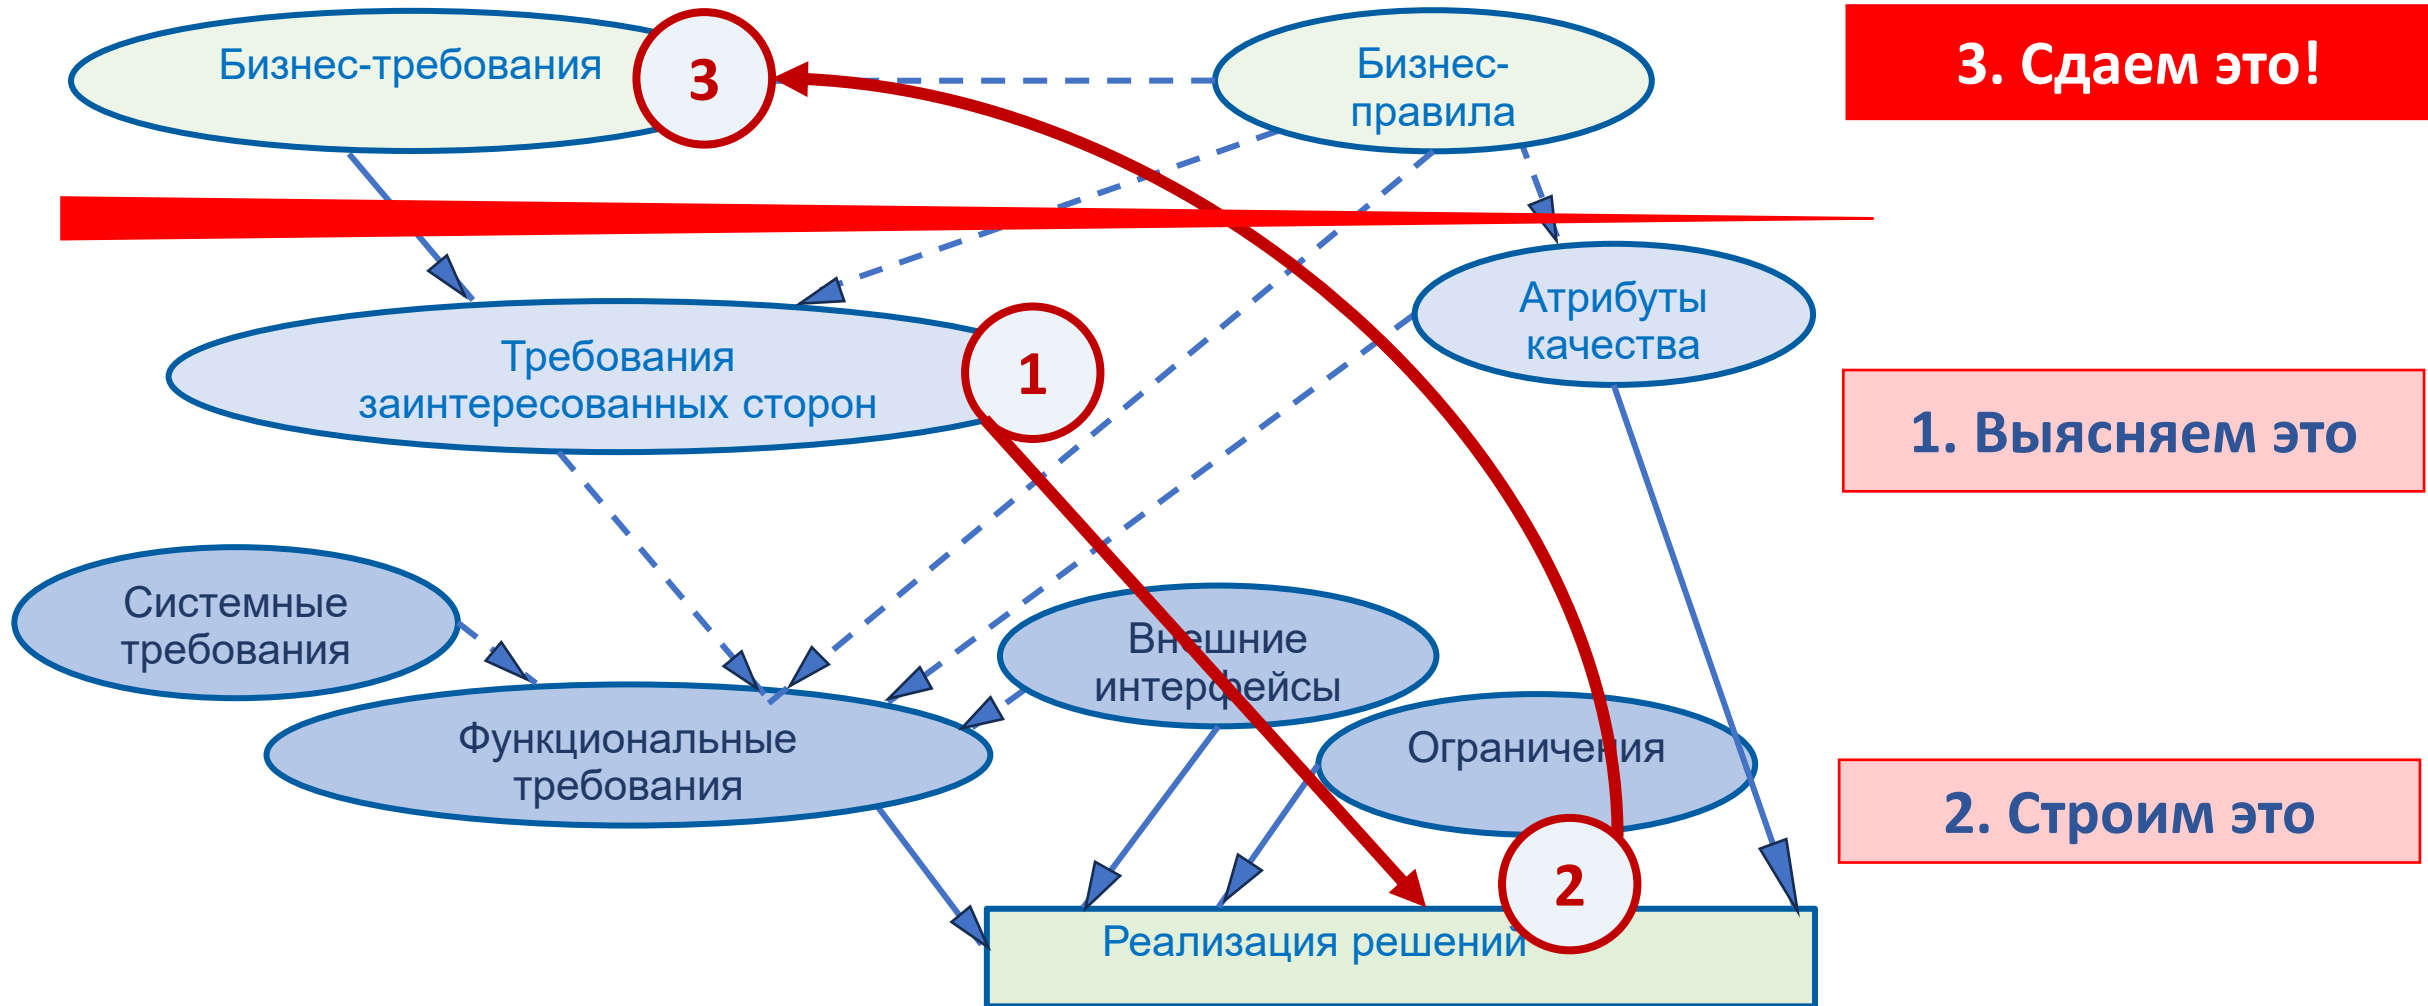 Бизнес-требования
3
Бизнес-
правила
3. Сдаем это!
Требования
заинтересованных сторон
1
Атрибуты
качества
1. Выясняем это
Системные
требования
Функциональные
требования
Внешние
интерфейсы
Ограничения
2. Строим это
2
Реализация решений